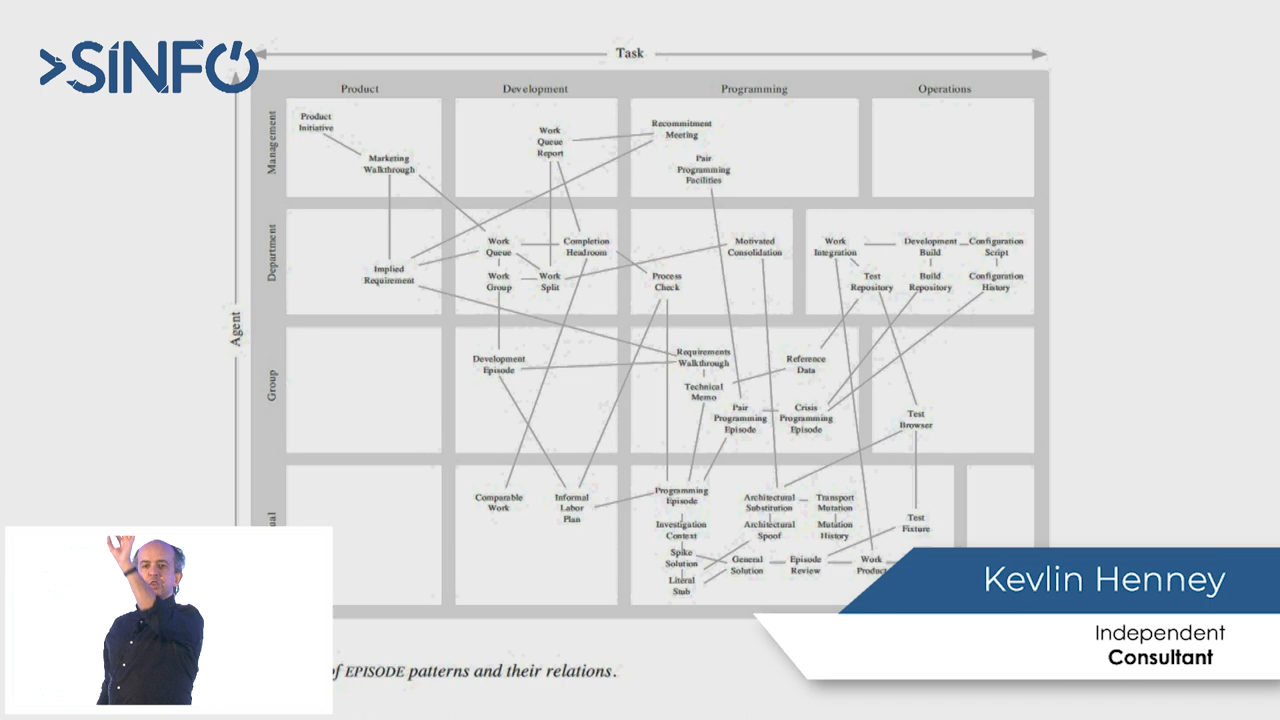 >SINFO
Task
Product
Development
Programming
Operations
Agent
Management
Product
Initiative
Marketing
Walkthrough
Work
Queue
Report
Recommitment
Meeting
Pair
Programming
Facilities
Department
Implied
Requirement
Work
Queue
Completion
Headroom
Work
Group
Work
Split
Motivated
Consolidation
Process
Check
Work
Integration
Development
Build
Configuration
Script
Test
Repository
Build
Repository
Configuration
History
Group
Development
Episode
Requirements
Walkthrough
Technical
Memo
Reference
Data
Pair
Programming
Episode
Crisis
Programming
Episode
Test
Browser
Comparable
Work
Informal
Labor
Plan
Programming
Episode
Investigation
Context
Spike
Solution
Literal
Stub
Architectural
Substitution
Architectural
Spoof
Transport
Mutation
Mutation
History
General
Solution
Episode
Review
Work
Product
Test
Fixture
of EPISODE patterns and their relations.
Kevlin Henney
Independent
Consultant